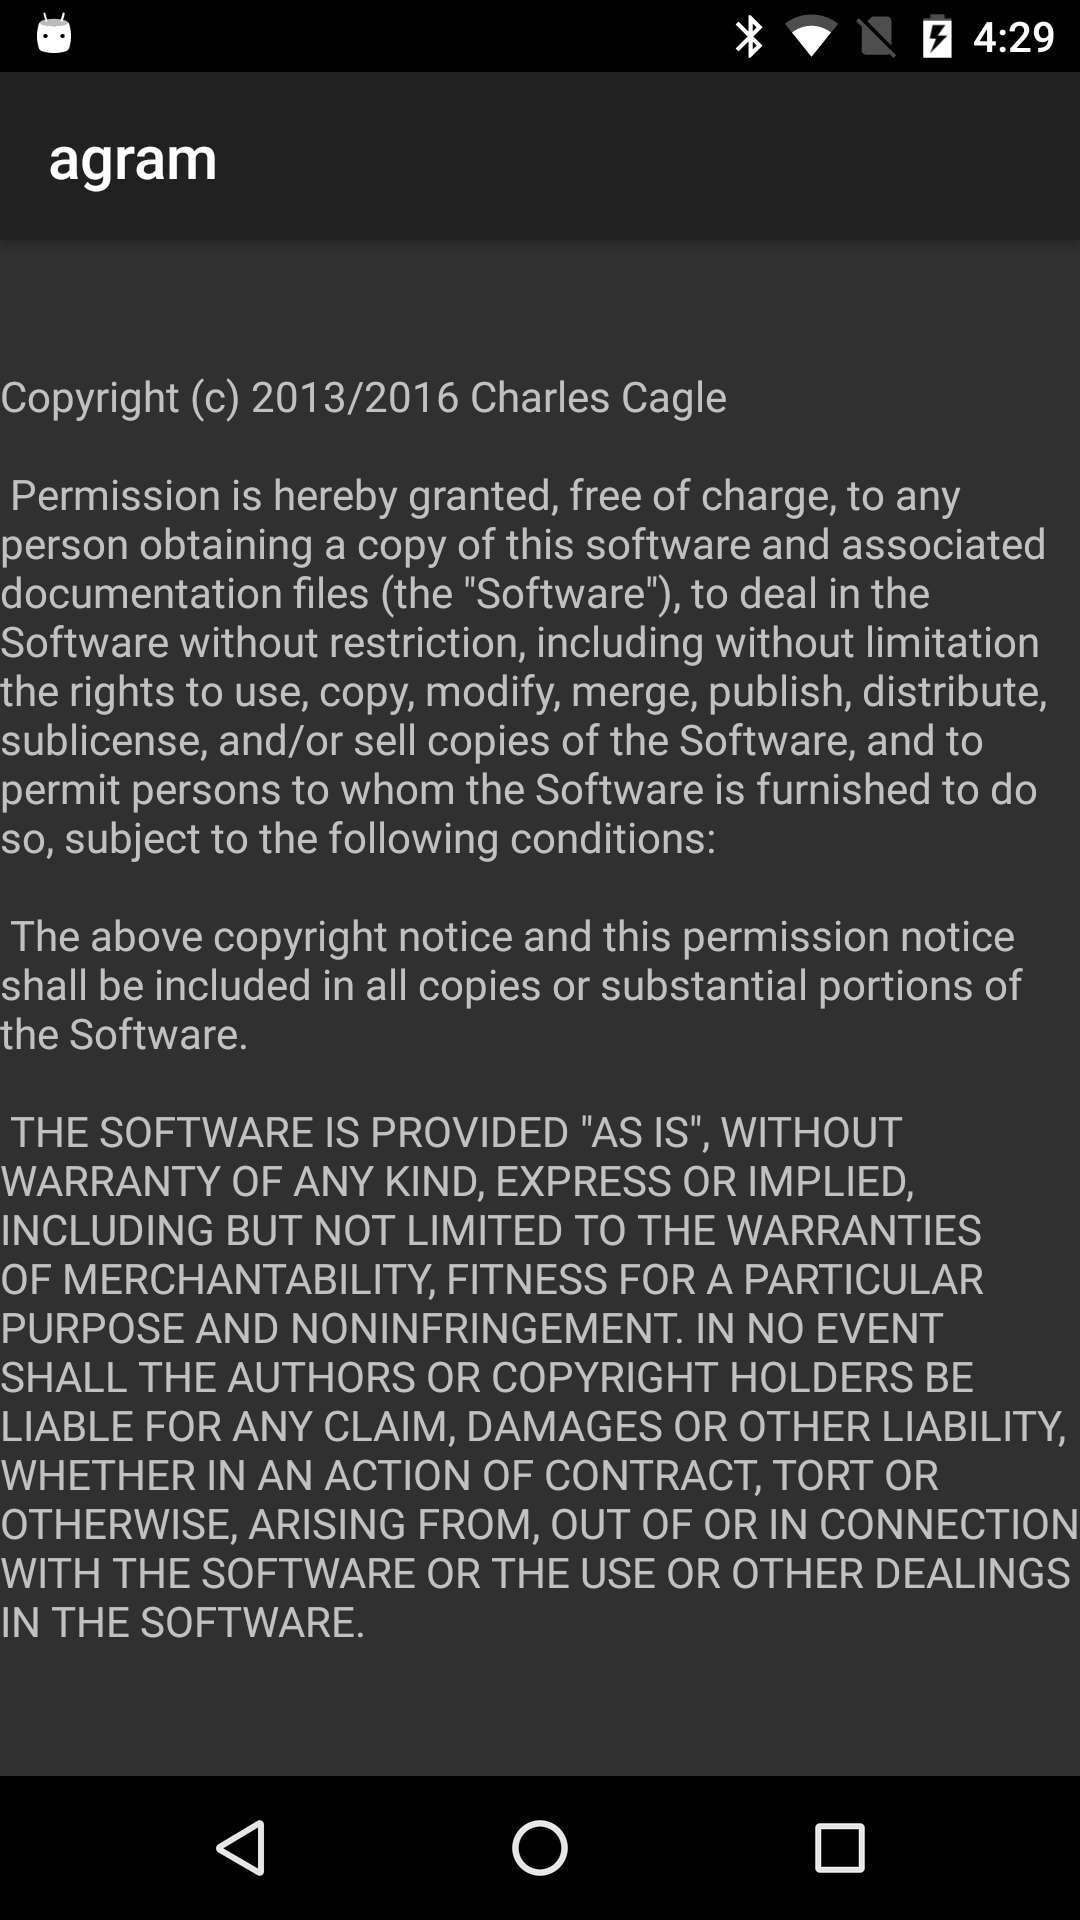 4:29
agram
Copyright (c) 2013/2016 Charles Cagle
Permission is hereby granted, free of charge, to any
person obtaining a copy of this software and associated
documentation files (the "Software"), to deal in the
Software without restriction, including without limitation
the rights to use, copy, modify, merge, publish, distribute,
sublicense, and/or sell copies of the Software, and to
permit persons to whom the Software is furnished to do
so, subject to the following conditions:
The above copyright notice and this permission notice
shall be included in all copies or substantial portions of
the Software.
THE SOFTWARE IS PROVIDED "AS IS", WITHOUT
WARRANTY OF ANY KIND, EXPRESS OR IMPLIED,
INCLUDING BUT NOT LIMITED TO THE WARRANTIES
OF MERCHANTABILITY, FITNESS FOR A PARTICULAR
PURPOSE AND NONINFRINGEMENT. IN NO EVENT
SHALL THE AUTHORS OR COPYRIGHT HOLDERS BE
LIABLE FOR ANY CLAIM, DAMAGES OR OTHER LIABILITY,
WHETHER IN AN ACTION OF CONTRACT, TORT OR
OTHERWISE, ARISING FROM, OUT OF OR IN CONNECTION
WITH THE SOFTWARE OR THE USE OR OTHER DEALINGS
IN THE SOFTWARE.